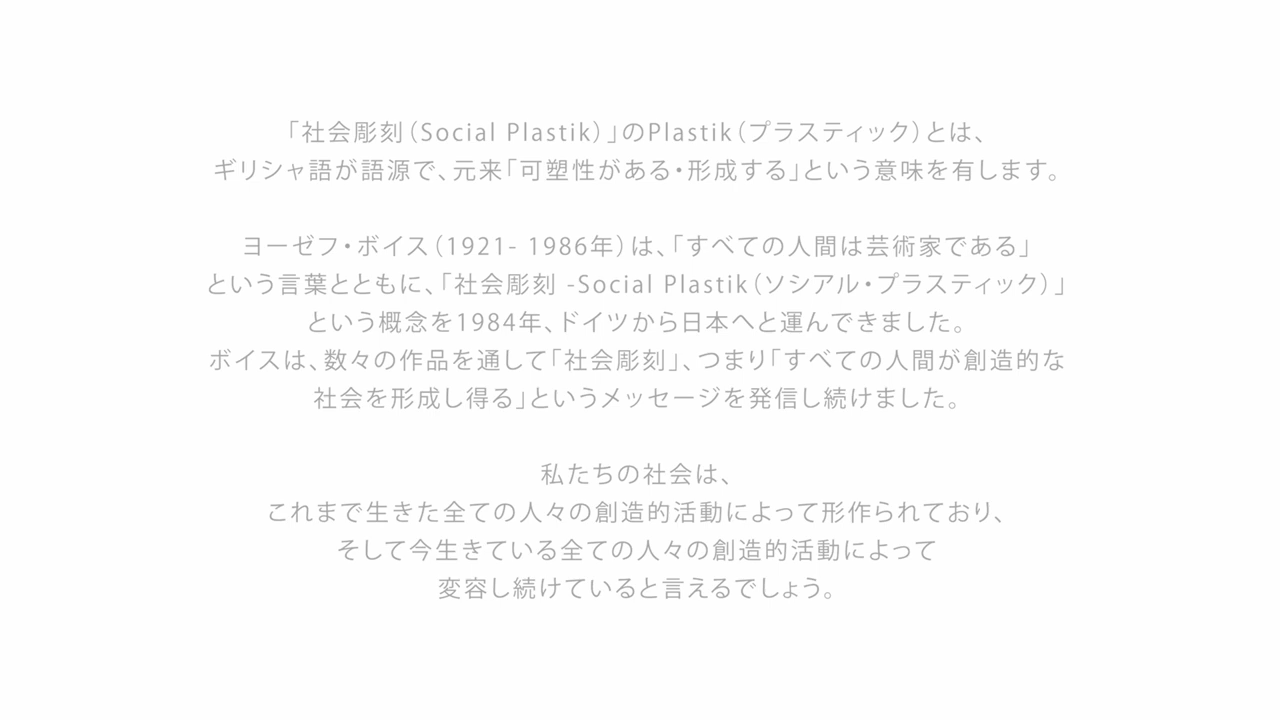 「社会彫刻（Social Plastik）」のPlastik（プラスティック）とは、
ギリシャ語が語源で、元来「可塑性がある・形成する」という意味を有します。
ヨーゼフ・ボイス（1921- 1986年）は、「すべての人間は芸術家である」
という言葉とともに、「社会彫刻 -Social Plastik（ソシアル・プラスティック）」
という概念を1984年、ドイツから日本へと運んできました。
ボイスは、数々の作品を通して「社会彫刻」、つまり「すべての人間が創造的な
社会を形成し得る」というメッセージを発信し続けました。
私たちの社会は、
これまで生きた全ての人々の創造的活動によって形作られており、
そして今生きている全ての人々の創造的活動によって
変容し続けていると言えるでしょう。